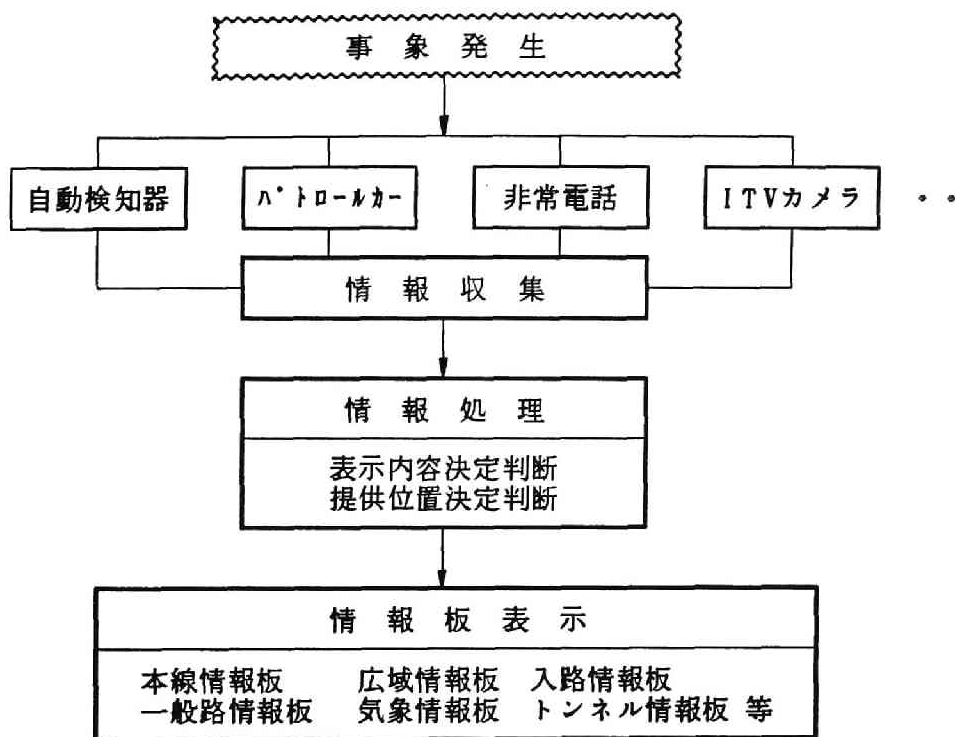 事象発生
自動検知器
パトロールカー
非常電話
ITVカメラ
・・
情報収集
情報処理
表示内容決定判断
提供位置決定判断
情報板表示
本線情報板 広域情報板 入路情報板
一般路情報板 気象情報板 トンネル情報板 等